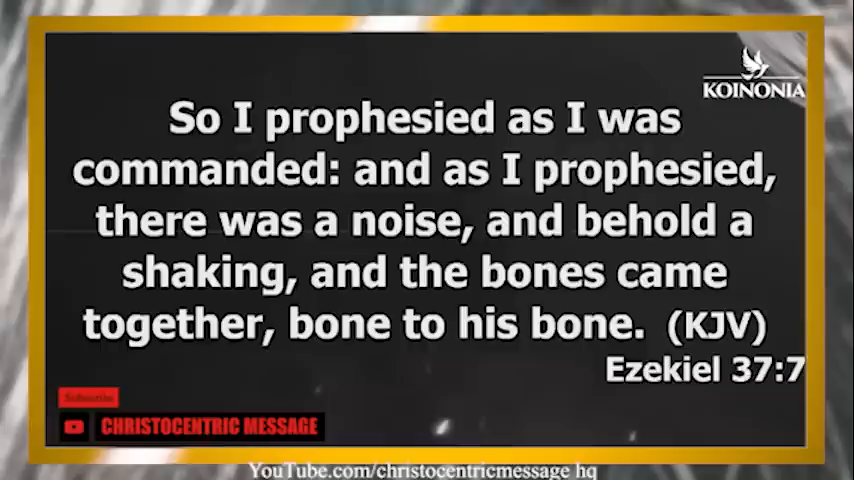 KOINONIA
So I prophesied as I was
commanded: and as I prophesied,
there was a noise, and behold a
shaking, and the bones came
together, bone to his bone. (KJV)
Ezekiel 37:7
Subscribe
CHRISTOCENTRIC MESSAGE
YouTube.com/christocentricmessage hq